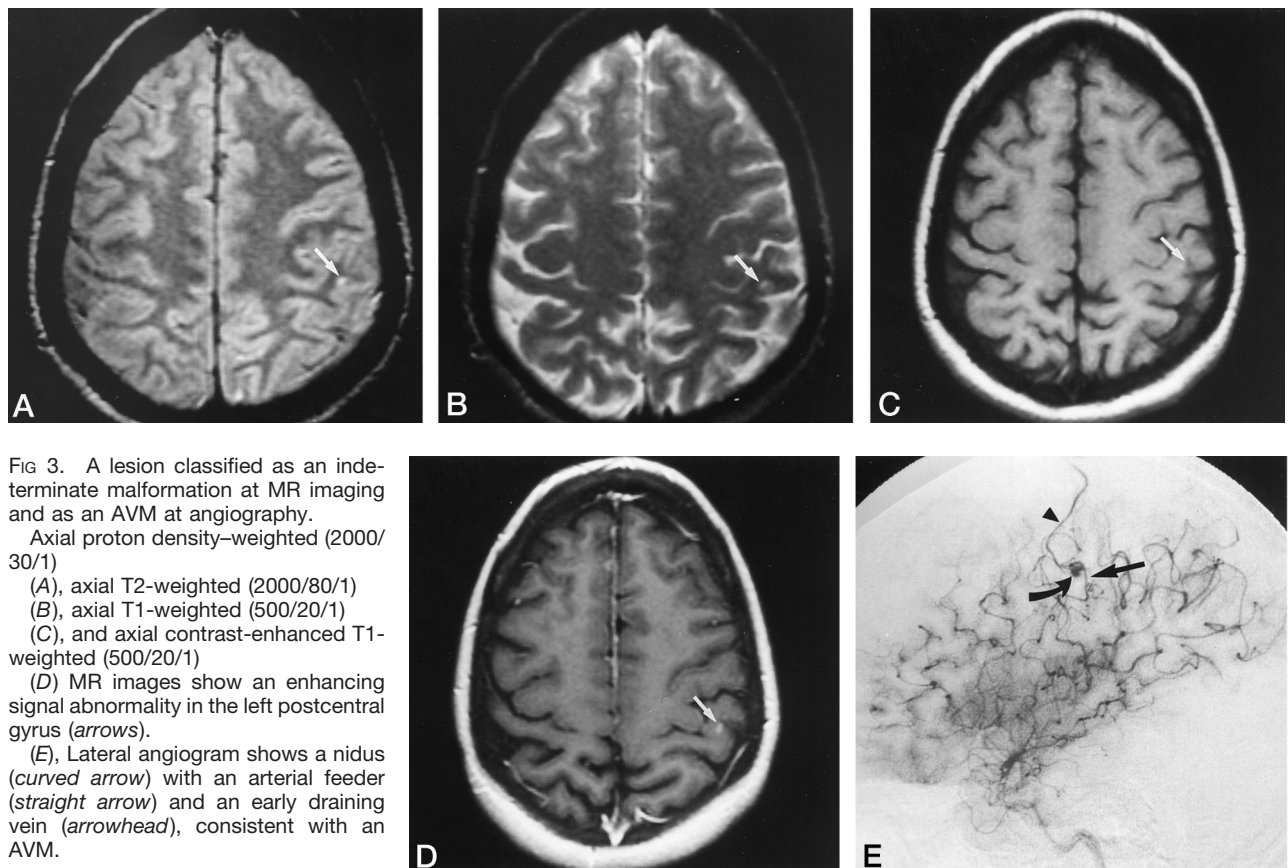 A
B
C
FIG 3. A lesion classified as an inde-
terminate malformation at MR imaging
and as an AVM at angiography.
Axial proton density–weighted (2000/
30/1)
(A), axial T2-weighted (2000/80/1)
(B), axial T1-weighted (500/20/1)
(C), and axial contrast-enhanced T1-
weighted (500/20/1)
(D) MR images show an enhancing
signal abnormality in the left postcentral
gyrus (arrows).
(E), Lateral angiogram shows a nidus
(curved arrow) with an arterial feeder
(straight arrow) and an early draining
vein (arrowhead), consistent with an
AVM.
D
E